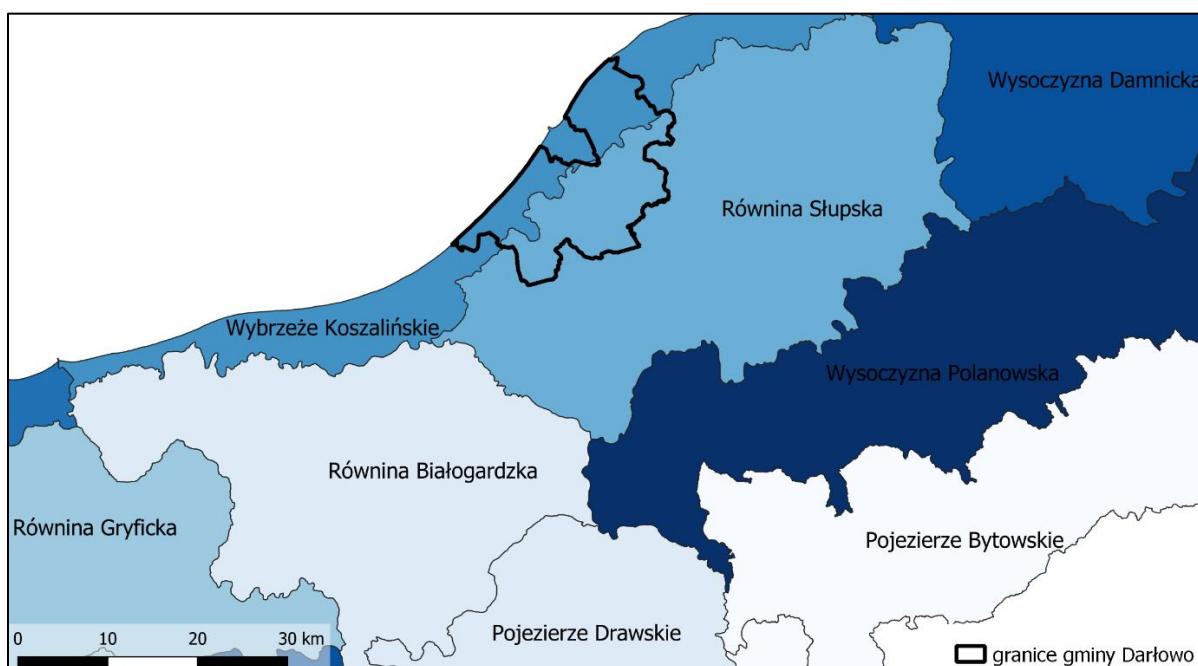 Wysoczyzna Damnicka
Równina Słupska
Wybrzeże Koszalińskie
Wysoczyzna Polanowska
Równina Białogardzka
Równina Gryficka
Pojezierze Bytowskie
Pojezierze Drawskie
0 10 20 30 km
granice gminy Darłowo